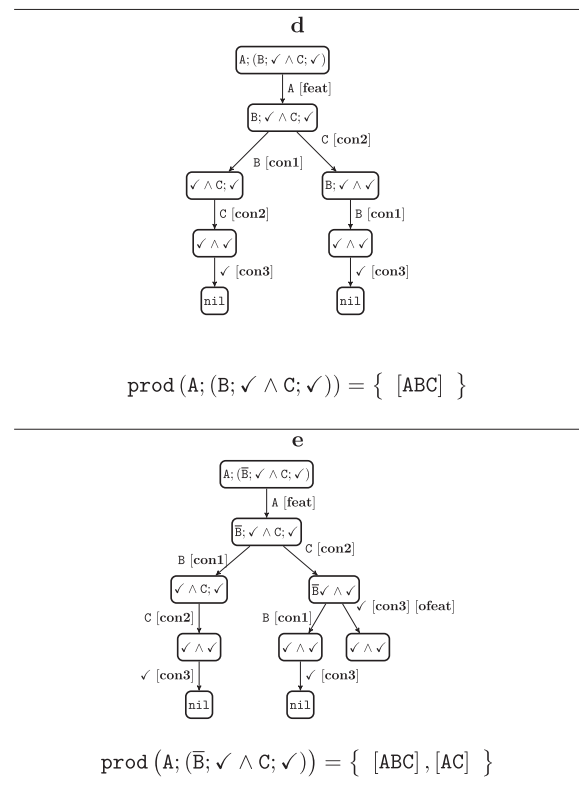 d
A; (B; ✓ ∧ C; ✓)
A [feat]
B; ✓ ∧ C; ✓
C [con2]
B [con1]
✓ ∧ C; ✓
B; ✓ ∧ ✓
C [con2]
B [con1]
✓ ∧ ✓
✓ ∧ ✓
✓ [con3]
✓ [con3]
nil
nil
prod (A; (B; ✓ ∧ C; ✓)) = { [ABC] }
e
A; (B̅; ✓ ∧ C; ✓)
A [feat]
B̅; ✓ ∧ C; ✓
B [con1]
C [con2]
✓ ∧ C; ✓
B̅✓ ∧ ✓
C [con2]
B [con1]
✓ [con3] [ofeat]
✓ ∧ ✓
✓ ∧ ✓
✓ ∧ ✓
✓ [con3]
✓ [con3]
nil
nil
prod (A; (B̅; ✓ ∧ C; ✓)) = { [ABC] , [AC] }